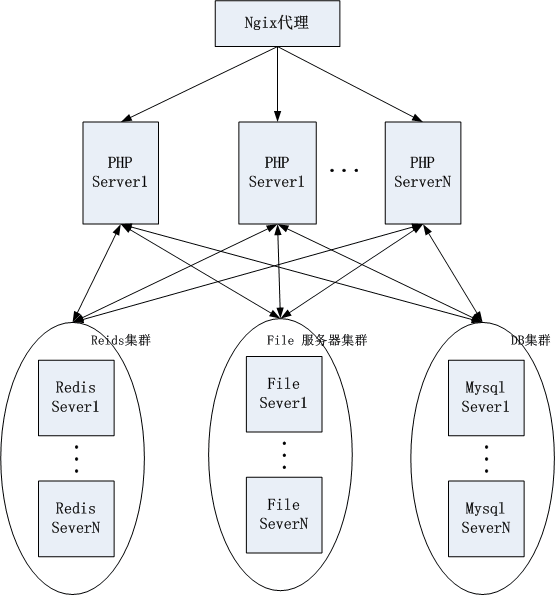 Ngix代理
PHP
Server1
PHP
Server1
...
PHP
ServerN
Reids集群
File 服务器集群
DB集群
Redis
Sever1
File
Sever1
Mysql
Sever1
Redis
SeverN
File
SeverN
Mysql
SeverN